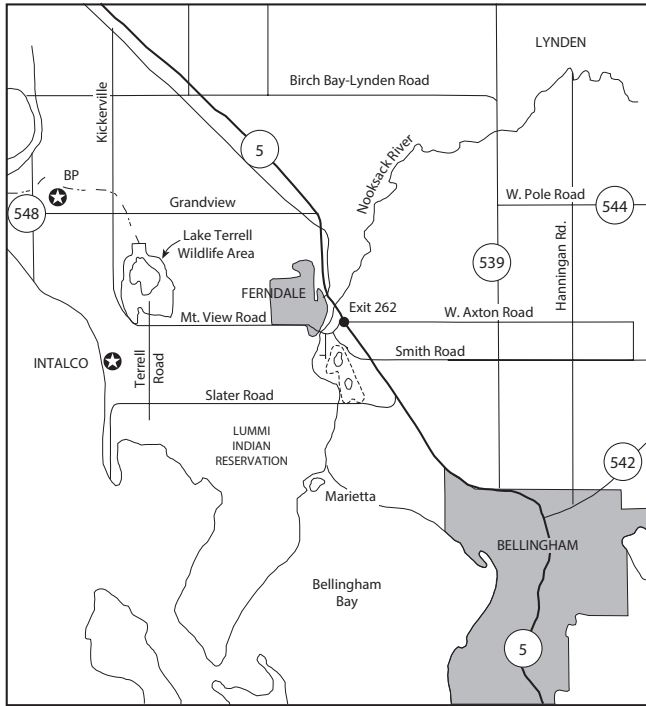 LYNDEN
Birch Bay-Lynden Road
Kickerville
5
Nooksack River
BP
548
Grandview
W. Pole Road
544
Lake Terrell
Wildlife Area
539
Hanningan Rd.
FERNDALE
Exit 262
Mt. View Road
W. Axton Road
INTALCO
Terrell
Road
Smith Road
Slater Road
LUMMI
INDIAN
RESERVATION
542
Marietta
BELLINGHAM
Bellingham
Bay
5